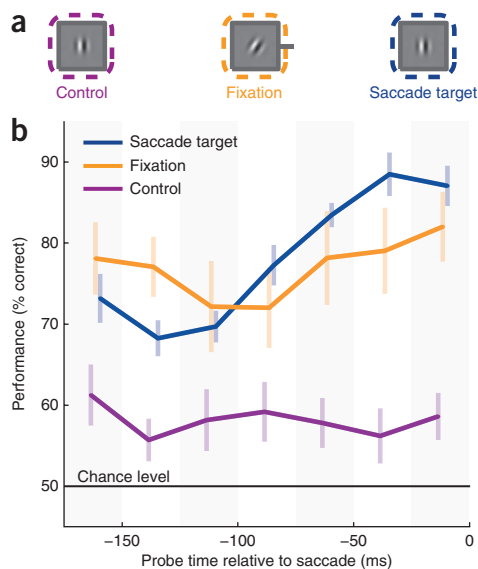 a
Control
Fixation
Saccade target
b
Saccade target
Fixation
Control
90
80
70
60
50
Chance level
Performance (% correct)
−150
−100
−50
0
Probe time relative to saccade (ms)